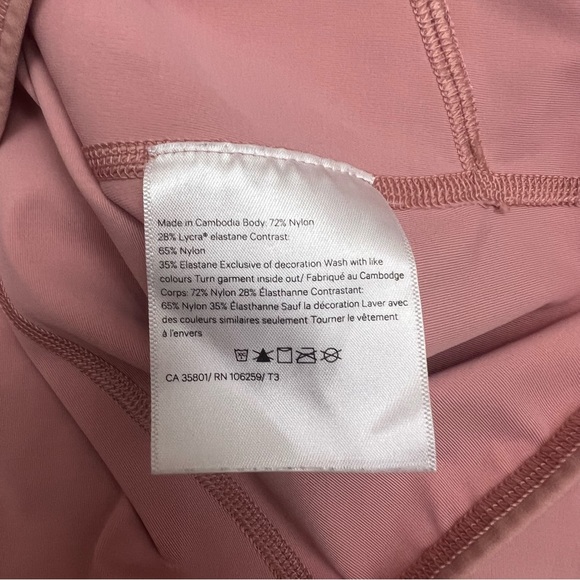 Made in Cambodia Body: 72% Nylon
28% Lycra® elastane Contrast:
65% Nylon
35% Elastane Exclusive of decoration Wash with like
colours Turn garment inside out/ Fabriqué au Cambodge
Corps: 72% Nylon 28% Élasthanne Contrastant:
65% Nylon 35% Élasthanne Sauf la décoration Laver avec
des couleurs similaires seulement Tourner le vêtement
à l'envers
CA 35801/ RN 106259/ T3